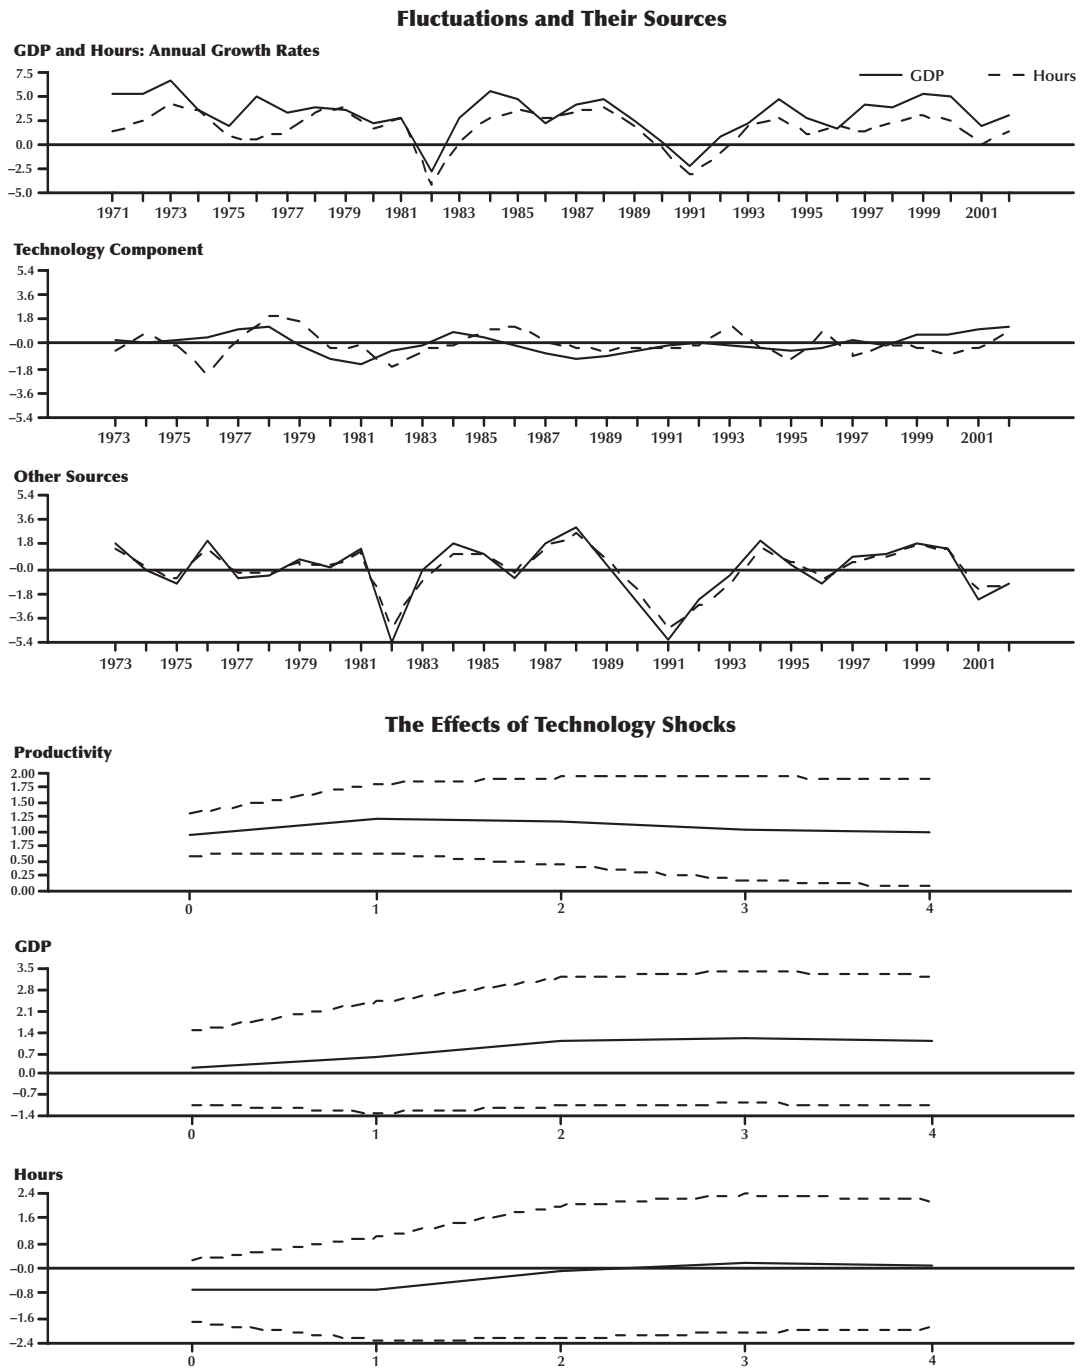 Fluctuations and Their Sources
GDP and Hours: Annual Growth Rates
GDP Hours
7.5
5.0
2.5
0.0
−2.5
−5.0
1971 1973 1975 1977 1979 1981 1983 1985 1987 1989 1991 1993 1995 1997 1999 2001
Technology Component
5.4
3.6
1.8
−0.0
−1.8
−3.6
−5.4
1973 1975 1977 1979 1981 1983 1985 1987 1989 1991 1993 1995 1997 1999 2001
Other Sources
5.4
3.6
1.8
−0.0
−1.8
−3.6
−5.4
1973 1975 1977 1979 1981 1983 1985 1987 1989 1991 1993 1995 1997 1999 2001
The Effects of Technology Shocks
Productivity
2.00
1.75
1.50
1.25
1.00
1.75
0.50
0.25
0.00
0 1 2 3 4
GDP
3.5
2.8
2.1
1.4
0.7
0.0
−0.7
−1.4
0 1 2 3 4
Hours
2.4
1.6
0.8
−0.0
−0.8
−1.6
−2.4
0 1 2 3 4